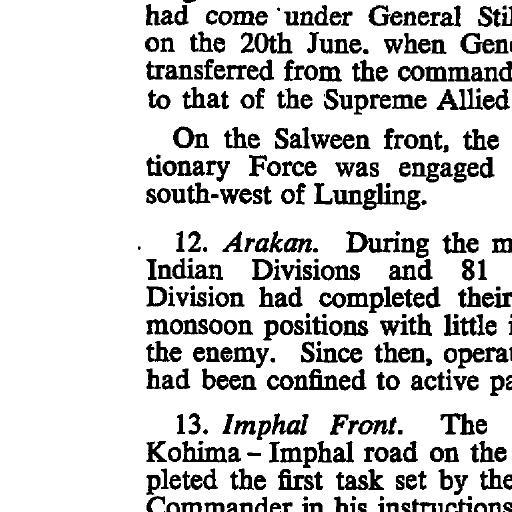 had come under General
on the 20th June. when
transferred from the command
to that of the Supreme Allied
On the Salween front, the
tionary Force was engaged
south-west of Lungling.
12. Arakan. During the
Indian Divisions and 81
Division had completed their
monsoon positions with little
the enemy. Since then,
had been confined to active
13. Imphal Front. The
Kohima – Imphal road on the
pleted the first task set by the
Commander in his instructions